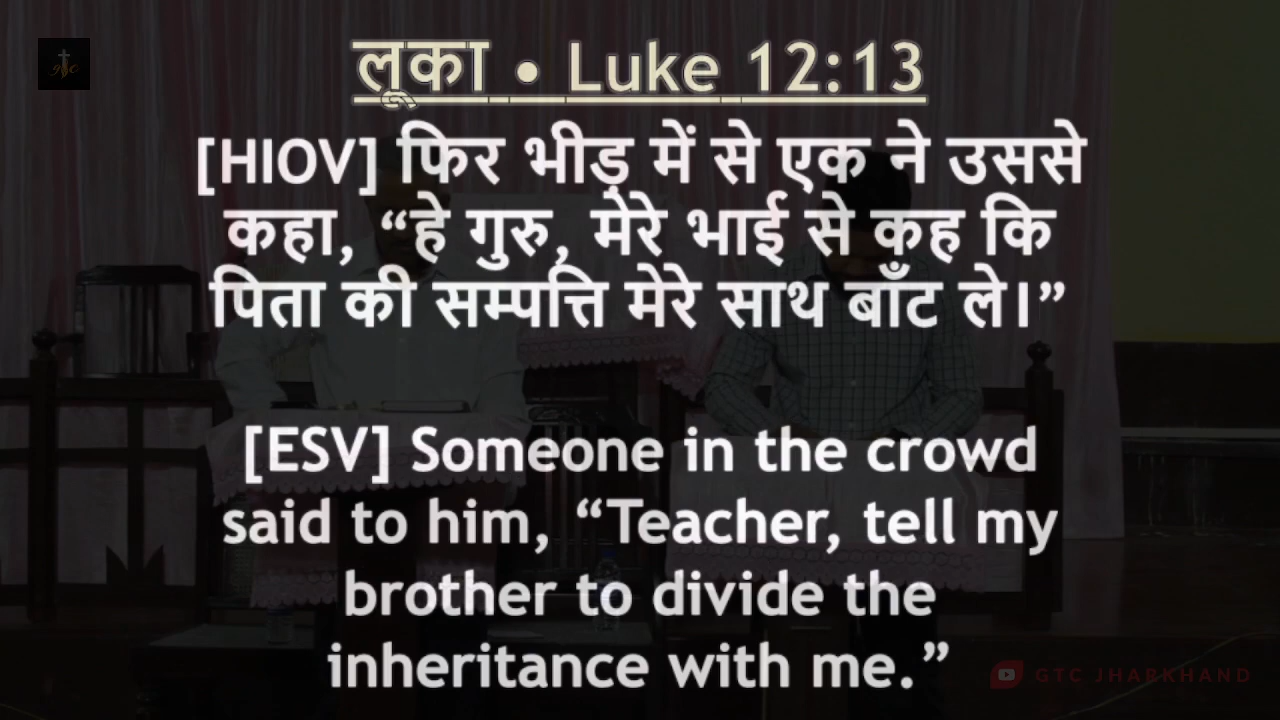 लूका • Luke 12:13
[HIOV] फिर भीड़ में से एक ने उससे
कहा, “हे गुरु, मेरे भाई से कह कि
पिता की सम्पत्ति मेरे साथ बाँट ले।”
[ESV] Someone in the crowd
said to him, “Teacher, tell my
brother to divide the
inheritance with me.”
GTC JHARKHAND